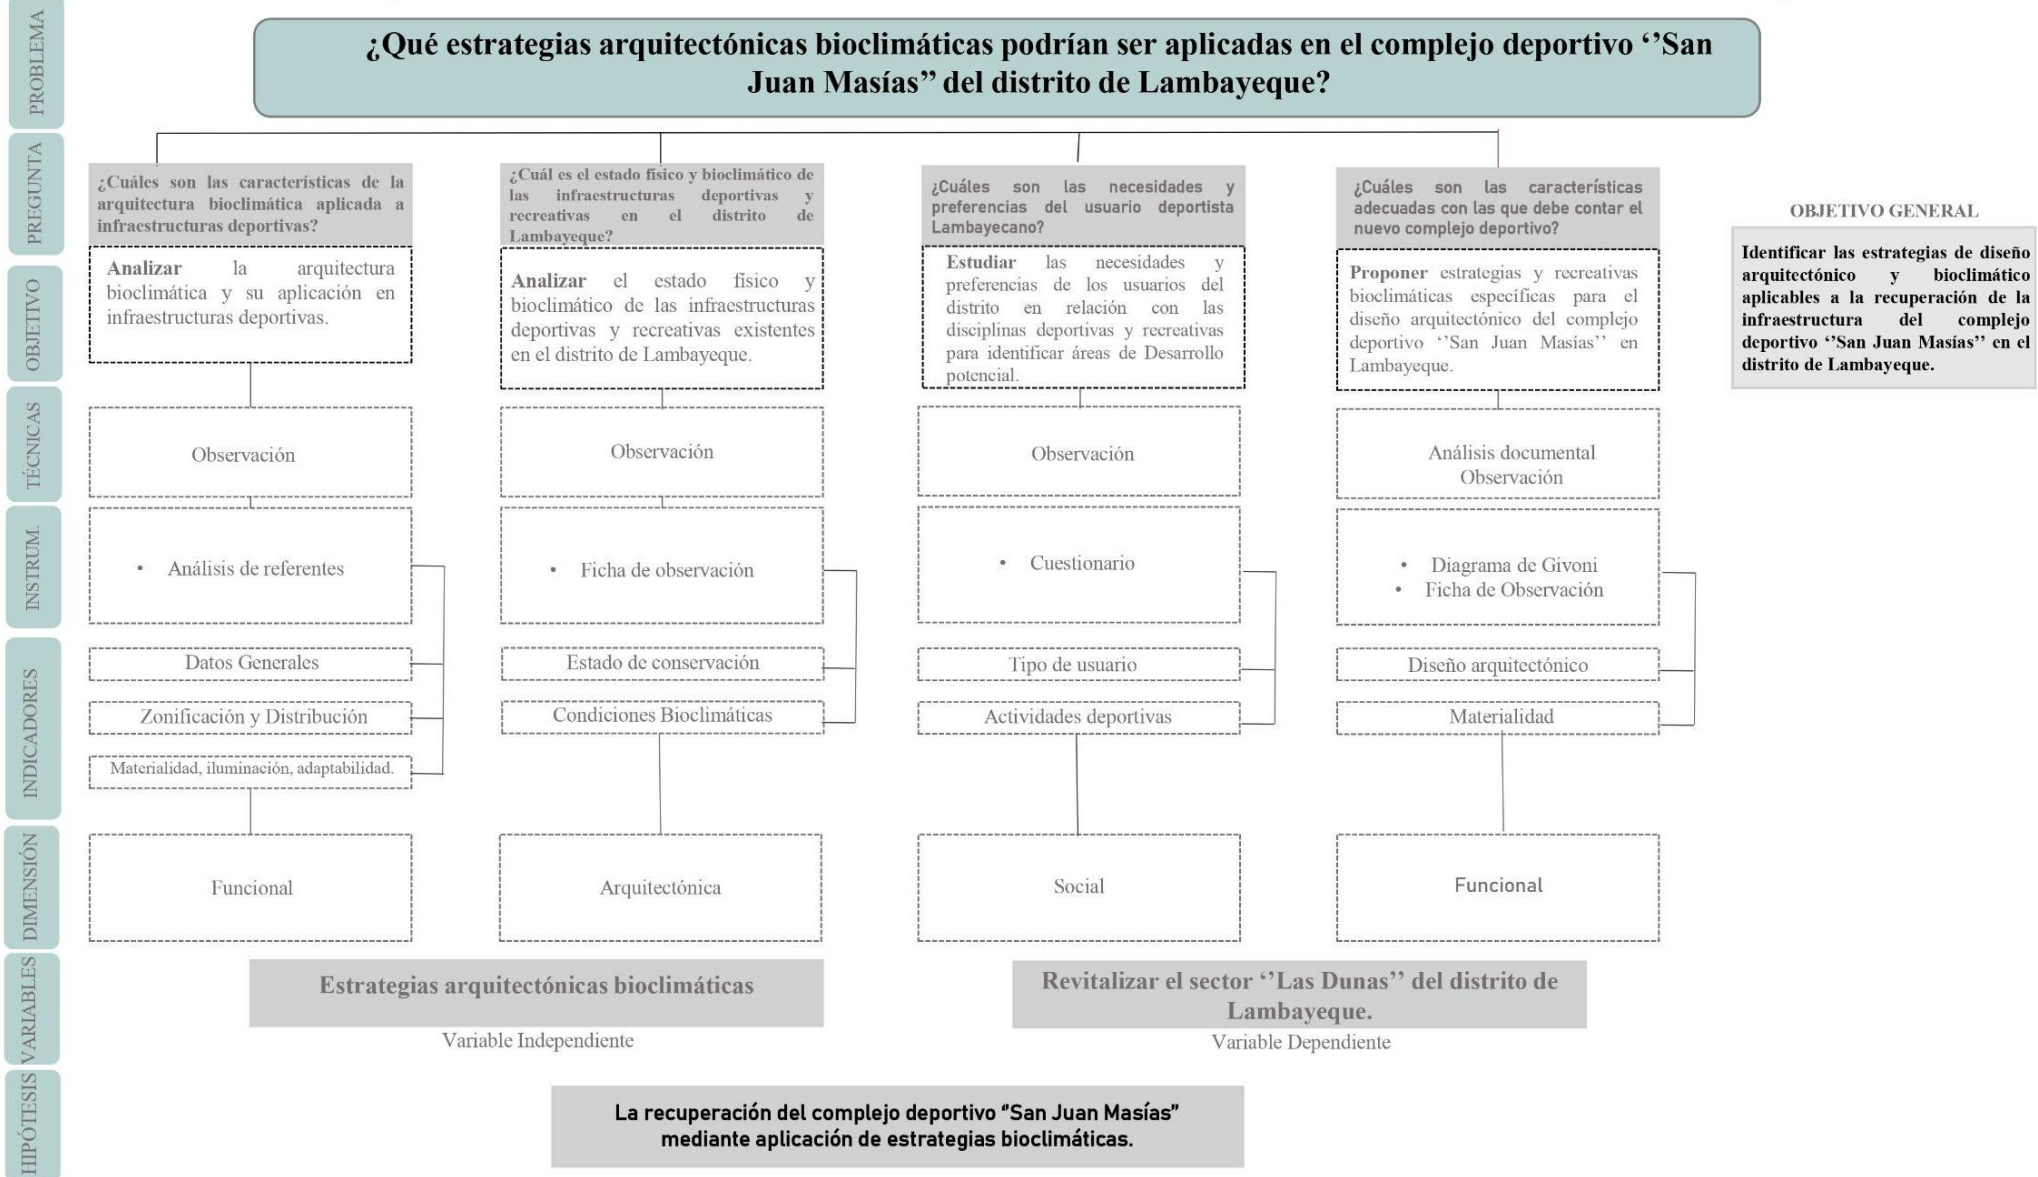 PROBLEMA
¿Qué estrategias arquitectónicas bioclimáticas podrían ser aplicadas en el complejo deportivo ‘’San
Juan Masías’’ del distrito de Lambayeque?
PREGUNTA
¿Cuáles son las características de la
arquitectura bioclimática aplicada a
infraestructuras deportivas?
¿Cuál es el estado físico y bioclimático de
las infraestructuras deportivas y
recreativas en el distrito de
Lambayeque?
¿Cuáles son las necesidades y
preferencias del usuario deportista
Lambayecano?
¿Cuáles son las características
adecuadas con las que debe contar el
nuevo complejo deportivo?
OBJETIVO GENERAL
Identificar las estrategias de diseño
arquitectónico y bioclimático
aplicables a la recuperación de la
infraestructura del complejo
deportivo ‘’San Juan Masías’’ en el
distrito de Lambayeque.
OBJETIVO
Analizar la arquitectura
bioclimática y su aplicación en
infraestructuras deportivas.
Analizar el estado físico y
bioclimático de las infraestructuras
deportivas y recreativas existentes
en el distrito de Lambayeque.
Estudiar las necesidades y
preferencias de los usuarios del
distrito en relación con las
disciplinas deportivas y recreativas
para identificar áreas de Desarrollo
potencial.
Proponer estrategias y recreativas
bioclimáticas específicas para el
diseño arquitectónico del complejo
deportivo ‘’San Juan Masías’’ en
Lambayeque.
TÉCNICAS
Observación
Observación
Observación
Análisis documental
Observación
INSTRUM.
• Análisis de referentes
• Ficha de observación
• Cuestionario
• Diagrama de Givoni
• Ficha de Observación
INDICADORES
Datos Generales
Estado de conservación
Tipo de usuario
Diseño arquitectónico
Zonificación y Distribución
Condiciones Bioclimáticas
Actividades deportivas
Materialidad
Materialidad, iluminación, adaptabilidad.
DIMENSIÓN
Funcional
Arquitectónica
Social
Funcional
VARIABLES
Estrategias arquitectónicas bioclimáticas
Variable Independiente
Revitalizar el sector ‘’Las Dunas’’ del distrito de
Lambayeque.
Variable Dependiente
HIPÓTESIS
La recuperación del complejo deportivo "San Juan Masías"
mediante aplicación de estrategias bioclimáticas.